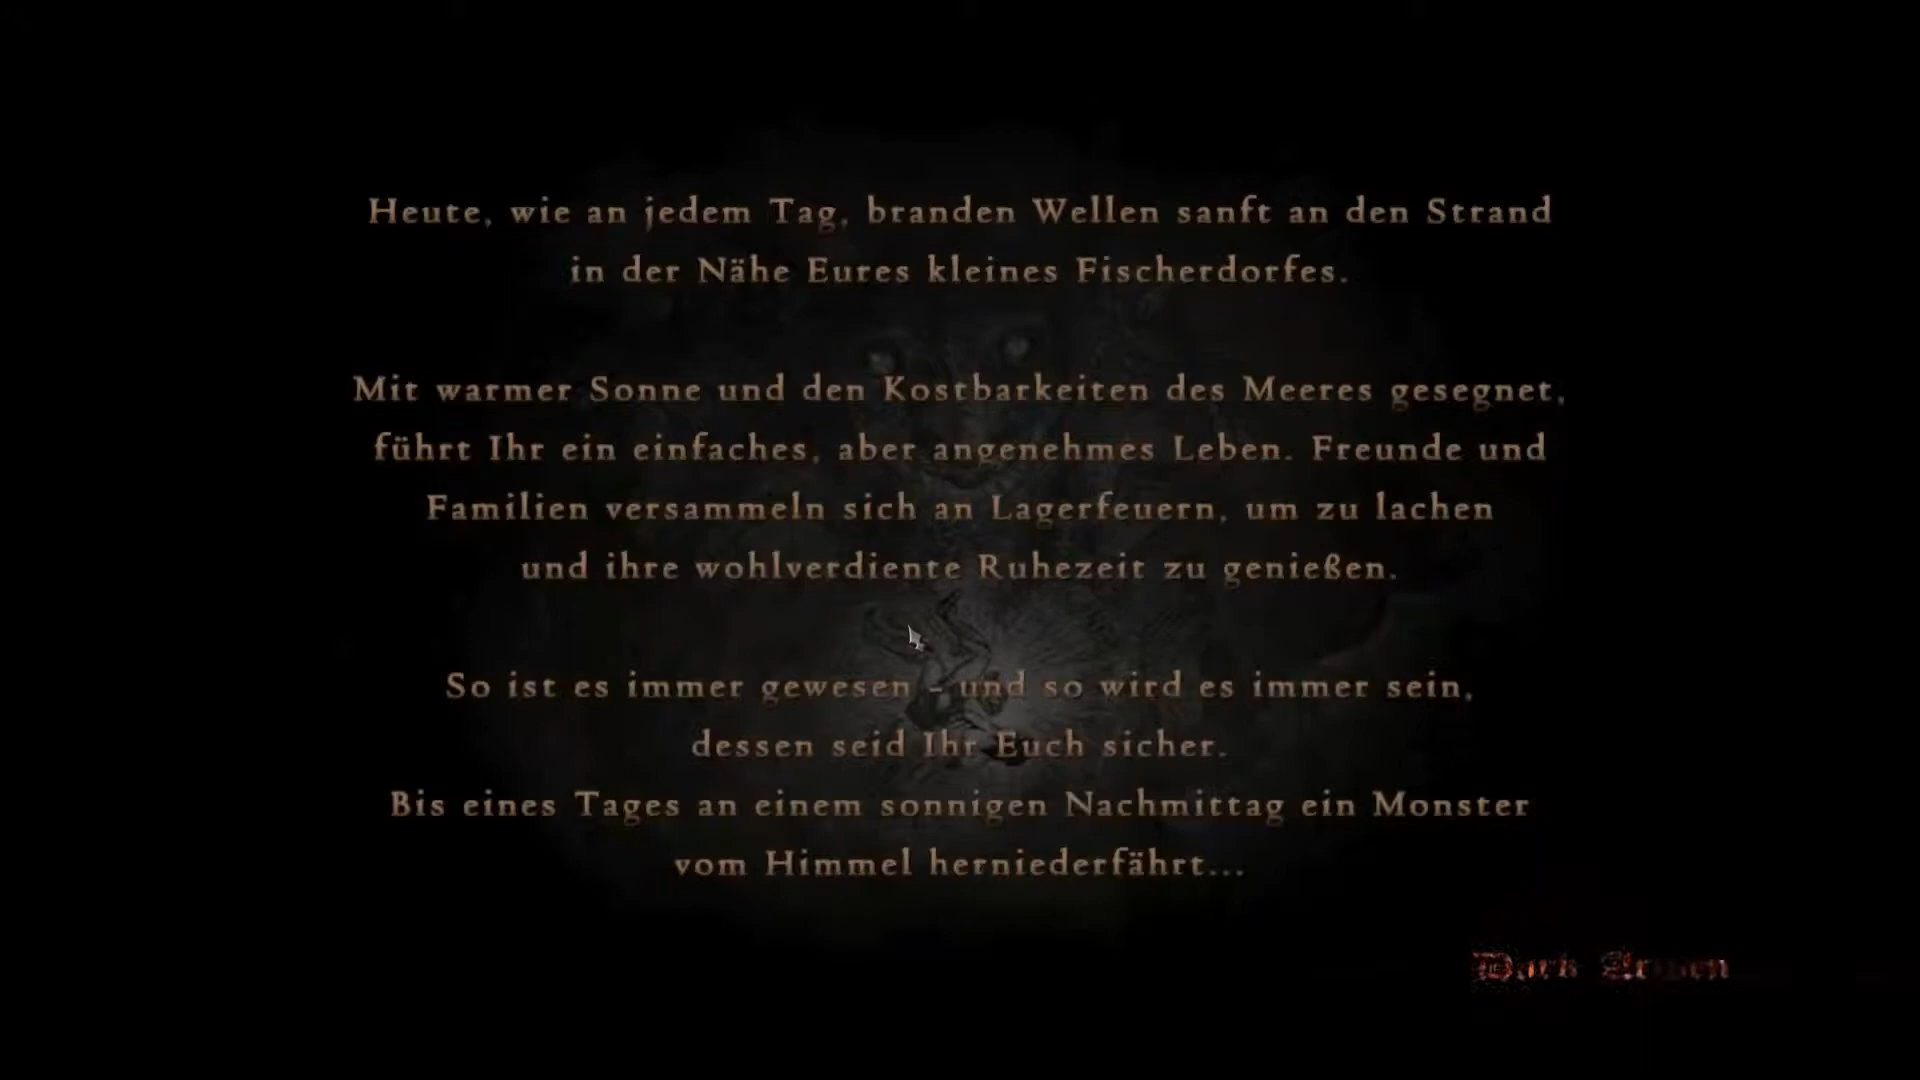 Heute, wie an jedem Tag, branden Wellen sanft an den Strand
in der Nähe Eures kleines Fischerdorfes.
Mit warmer Sonne und den Kostbarkeiten des Meeres gesegnet,
führt Ihr ein einfaches, aber angenehmes Leben. Freunde und
Familien versammeln sich an Lagerfeuern, um zu lachen
und ihre wohlverdiente Ruhezeit zu genießen.
So ist es immer gewesen - und so wird es immer sein,
dessen seid Ihr Euch sicher.
Bis eines Tages an einem sonnigen Nachmittag ein Monster
vom Himmel herniederfährt...
Dark